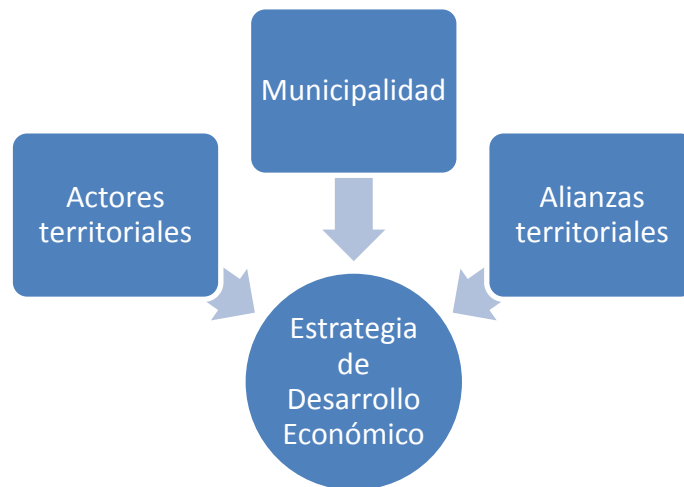 Municipalidad
Actores
territoriales
Alianzas
territoriales
Estrategia
de
Desarrollo
Económico